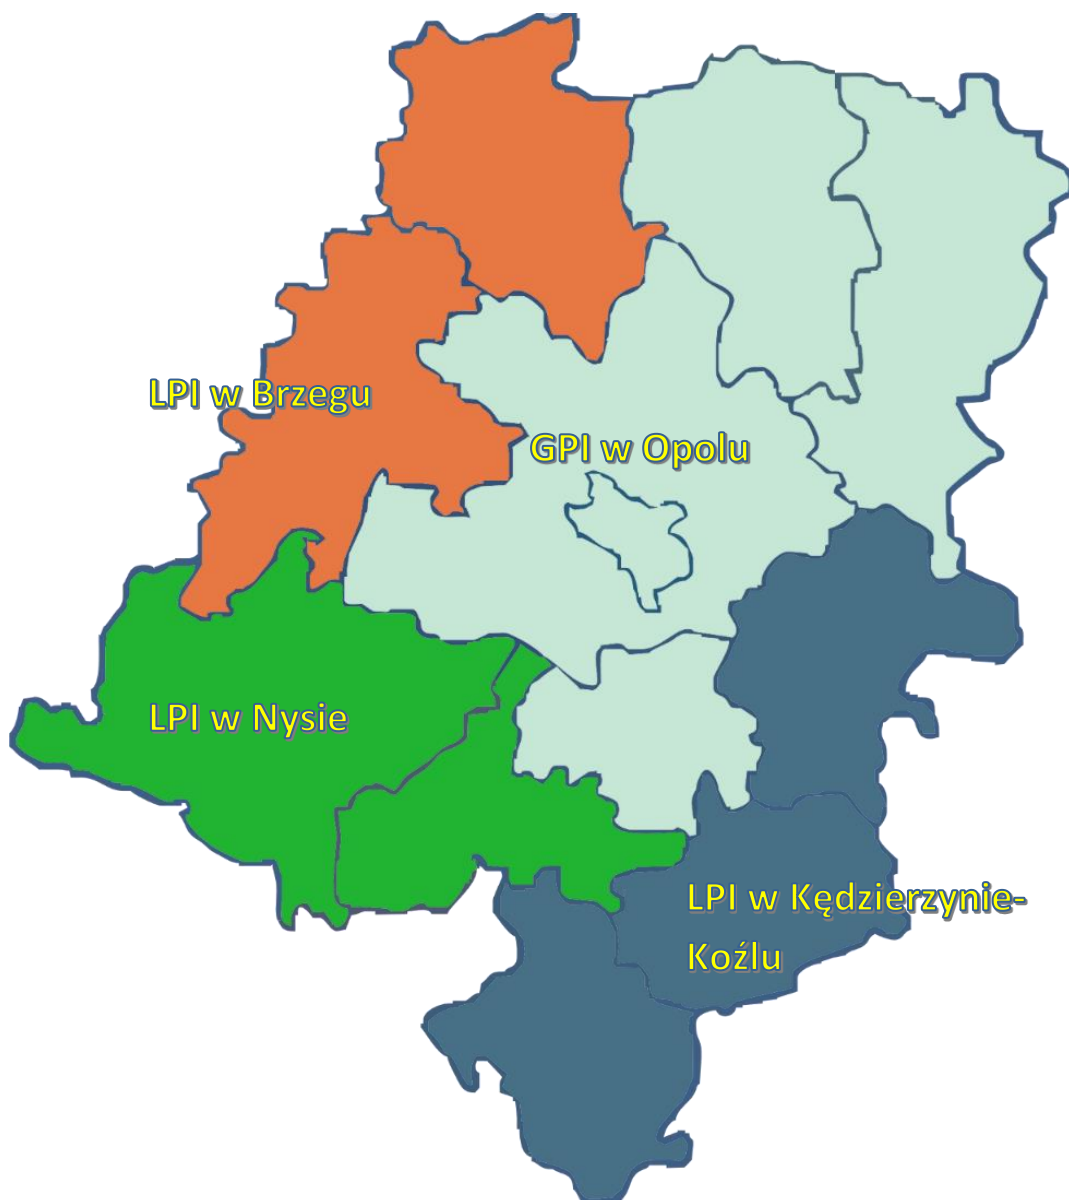 LPI w Brzegu
GPI w Opolu
LPI w Nysie
LPI w Kędzierzynie-
Koźlu